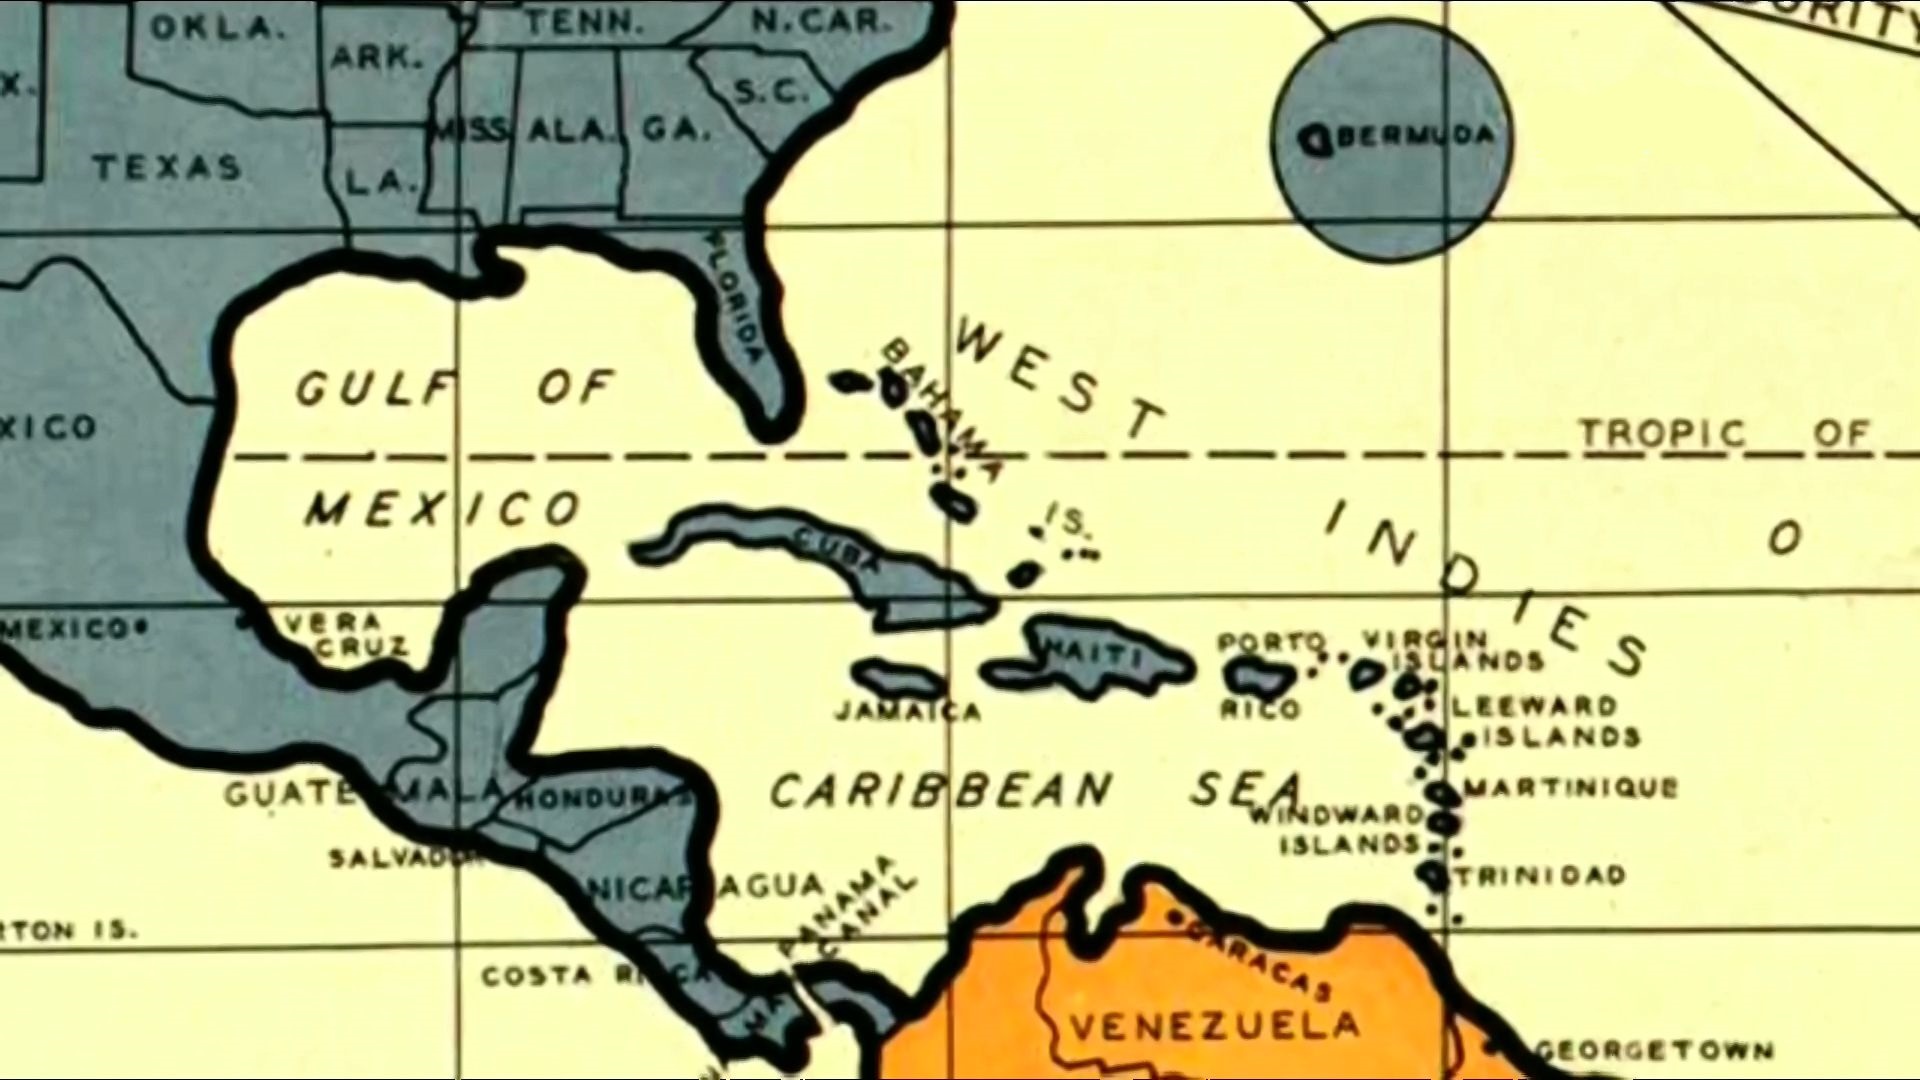 OKLA.
TENN.
N.CAR.
ARK.
X.
S.C.
MISS
ALA.
GA.
BERMUDA
TEXAS
LA.
FLORIDA
WEST
BAHAMA
GULF OF
XICO
TROPIC OF
MEXICO
IS.
INDIES
O
CUBA
MEXICO
VERA
CRUZ
HAITI
PORTO
RICO
VIRGIN
ISLANDS
JAMAICA
LEEWARD
ISLANDS
GUATEMALA
HONDURAS
CARIBBEAN SEA
MARTINIQUE
WINDWARD
ISLANDS
SALVADOR
NICARAGUA
PANAMA
CANAL
TRINIDAD
RTON IS.
COSTA RICA
CARACAS
VENEZUELA
GEORGETOWN